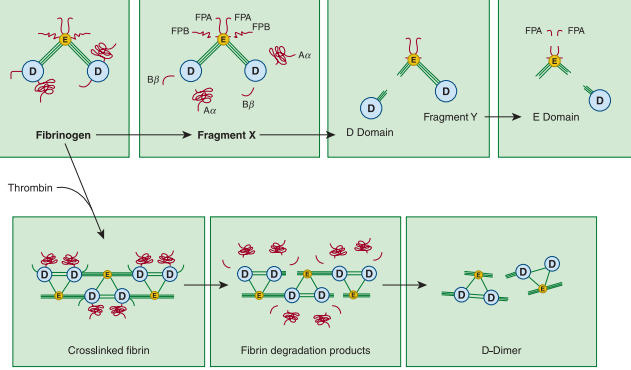 E
D D
Fibrinogen
FPA FPA
FPB FPB
E
D D
Aα
Bβ
Aα
Bβ
Fragment X
E
D
D
D Domain
Fragment Y
FPA FPA
E
D
E Domain
Thrombin
D D E D D
E D D E
Crosslinked fibrin
D D E D D
E D D E
Fibrin degradation products
E
D D
D D
E
D-Dimer